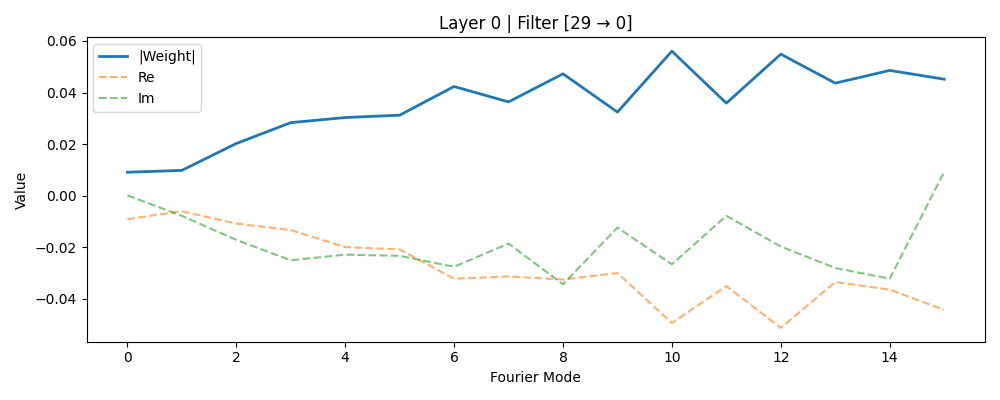 Layer 0 | Filter [29 → 0]
|Weight|
Re
Im
0.06
0.04
0.02
0.00
−0.02
−0.04
Value
0 2 4 6 8 10 12 14
Fourier Mode